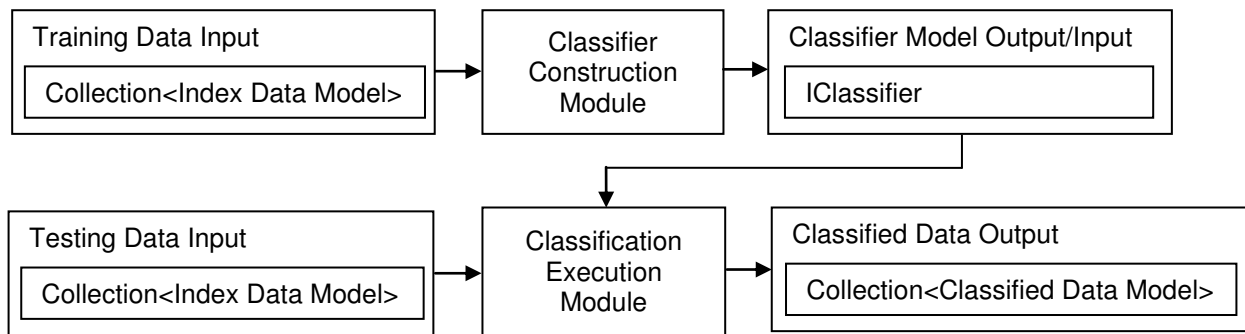 Training Data Input
Collection<Index Data Model>
Classifier
Construction
Module
Classifier Model Output/Input
IClassifier
Testing Data Input
Collection<Index Data Model>
Classification
Execution
Module
Classified Data Output
Collection<Classified Data Model>